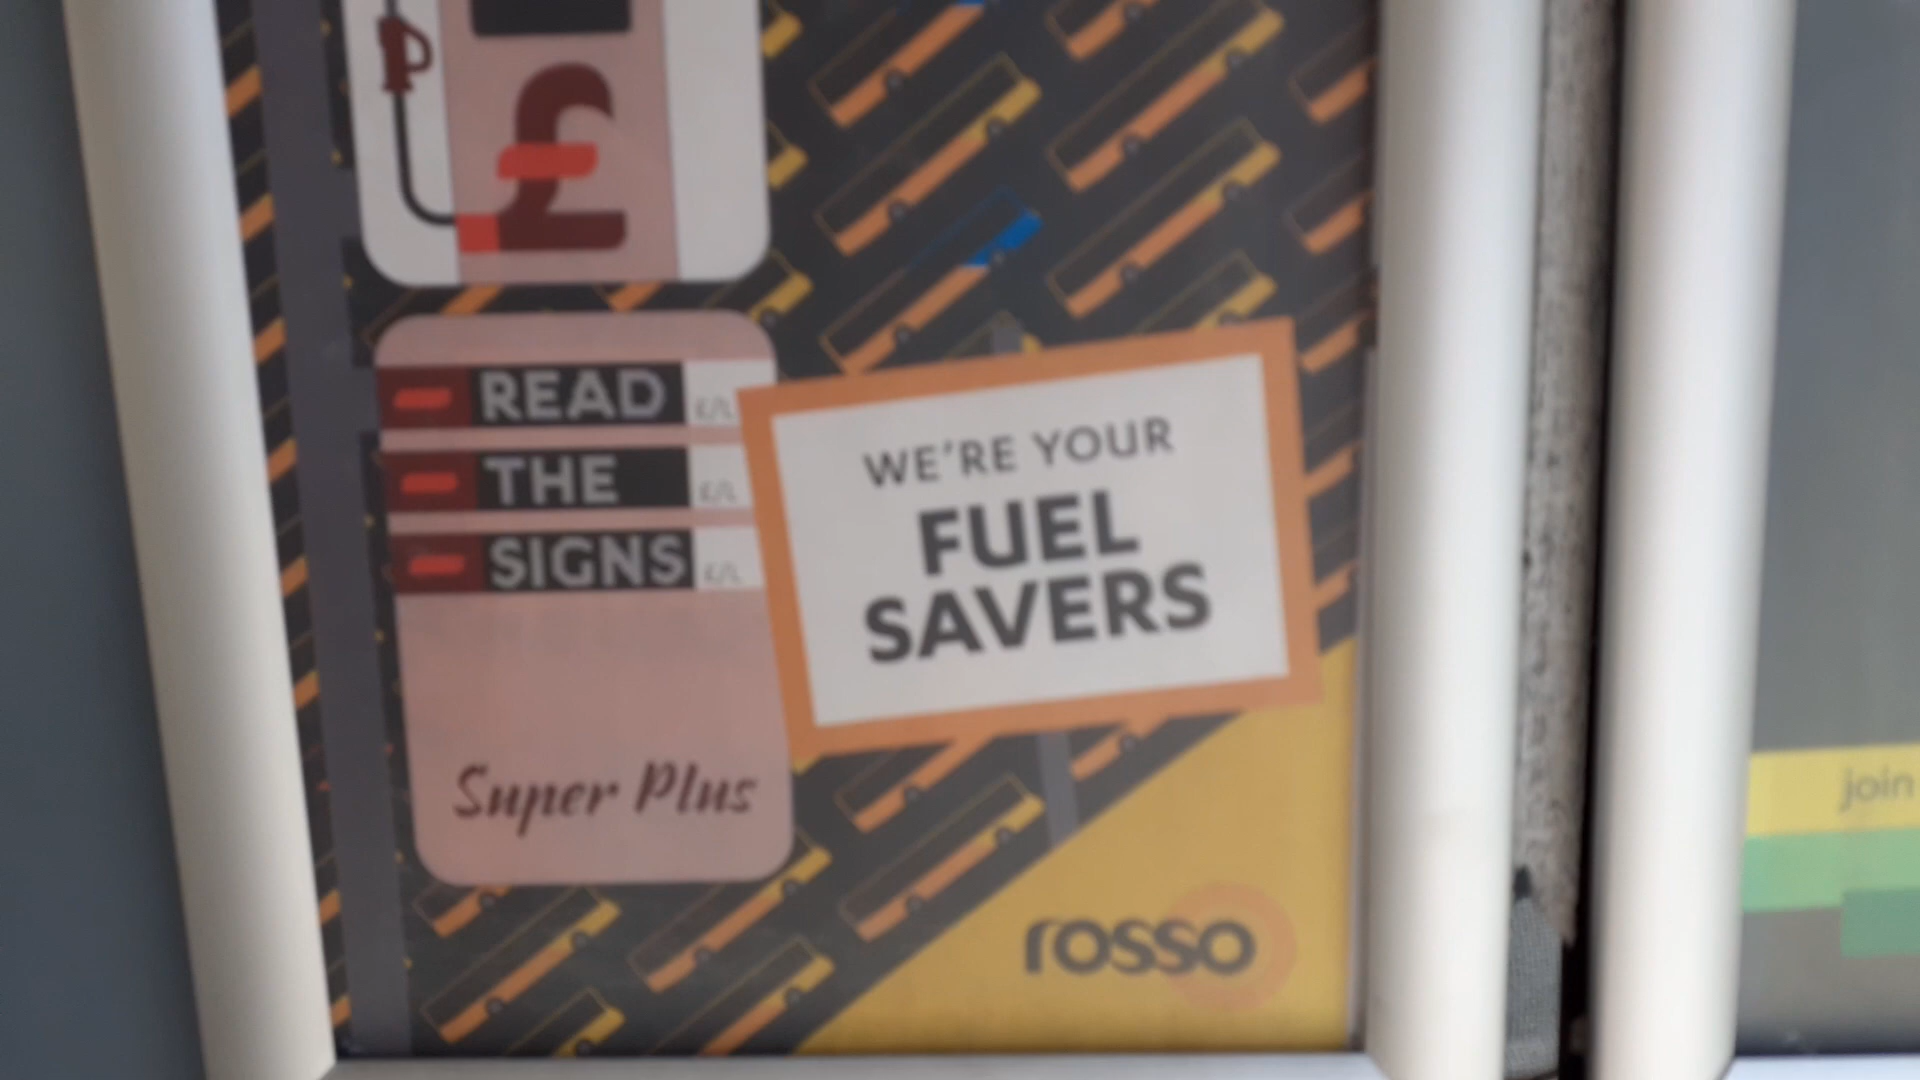 £
READ £/L
THE £/L
SIGNS £/L
Super Plus
WE'RE YOUR
FUEL
SAVERS
rosso
join